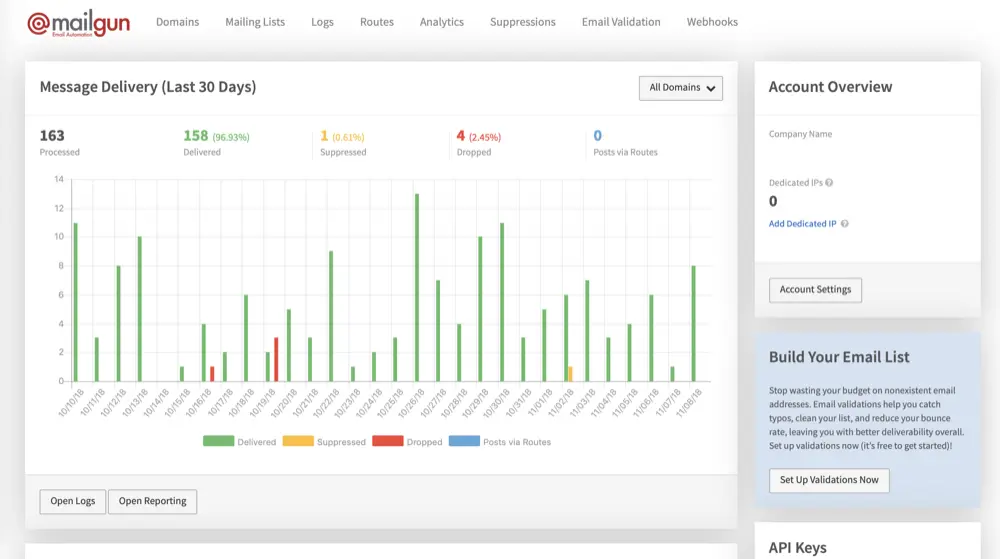 @mailgun
Email Automation
Domains
Mailing Lists
Logs
Routes
Analytics
Suppressions
Email Validation
Webhooks
Message Delivery (Last 30 Days)
All Domains
163
Processed
158 (96.93%)
Delivered
1 (0.61%)
Suppressed
4 (2.45%)
Dropped
0
Posts via Routes
14
12
10
8
6
4
2
0
10/10/18
10/11/18
10/12/18
10/13/18
10/14/18
10/15/18
10/16/18
10/17/18
10/18/18
10/19/18
10/20/18
10/21/18
10/22/18
10/23/18
10/24/18
10/25/18
10/26/18
10/27/18
10/28/18
10/29/18
10/30/18
10/31/18
11/01/18
11/02/18
11/03/18
11/04/18
11/05/18
11/06/18
11/07/18
11/08/18
Delivered
Suppressed
Dropped
Posts via Routes
Open Logs
Open Reporting
Account Overview
Company Name
Dedicated IPs ?
0
Add Dedicated IP ?
Account Settings
Build Your Email List
Stop wasting your budget on nonexistent email
addresses. Email validations help you catch
typos, clean your list, and reduce your bounce
rate, leaving you with better deliverability overall.
Set up validations now (it's free to get started)!
Set Up Validations Now
API Keys